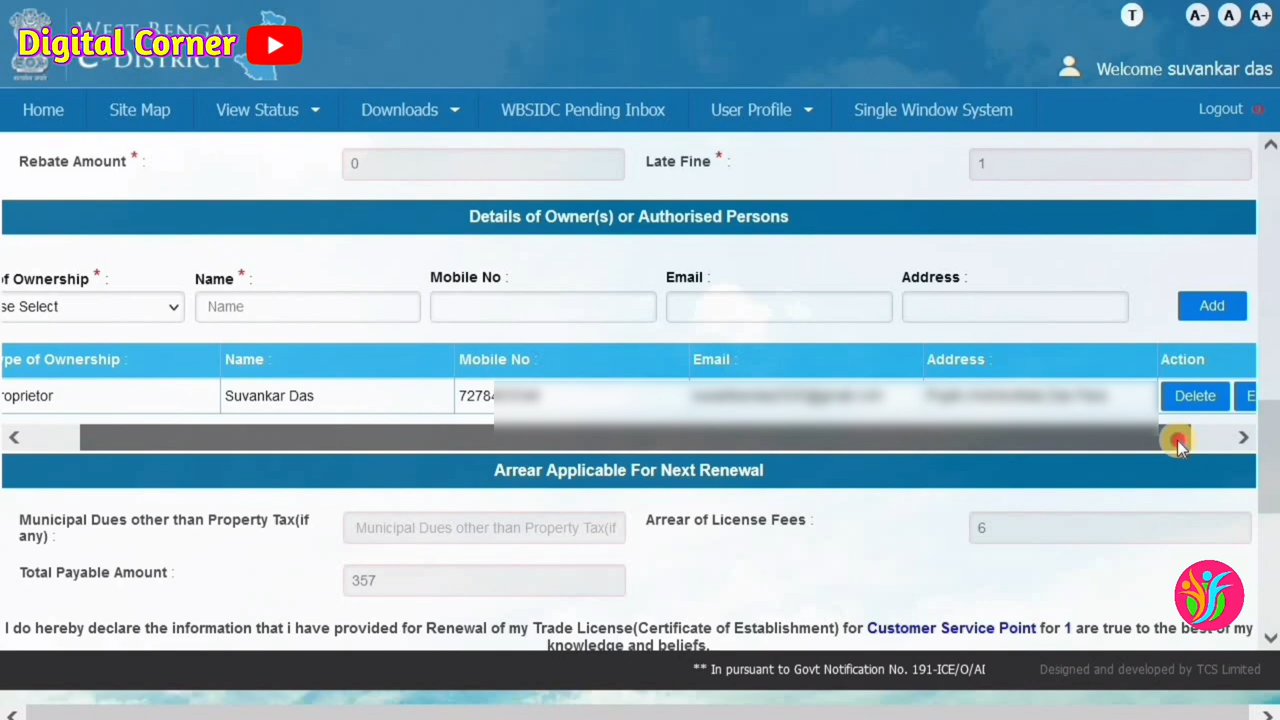 WEST BENGAL
DISTRICT
Digital Corner
T A- A A+
Welcome suvankar das
Home Site Map View Status Downloads WBSIDC Pending Inbox User Profile Single Window System Logout
Rebate Amount * : 0 Late Fine * : 1
Details of Owner(s) or Authorised Persons
f Ownership * : Name * : Mobile No : Email : Address :
se Select Name Add
ype of Ownership : Name : Mobile No : Email : Address : Action
roprietor Suvankar Das 7278 Delete E
Arrear Applicable For Next Renewal
Municipal Dues other than Property Tax(if any) : Municipal Dues other than Property Tax(if Arrear of License Fees : 6
Total Payable Amount : 357
I do hereby declare the information that i have provided for Renewal of my Trade License(Certificate of Establishment) for Customer Service Point for 1 are true to the best of my
knowledge and beliefs.
** In pursuant to Govt Notification No. 191-ICE/O/AI Designed and developed by TCS Limited